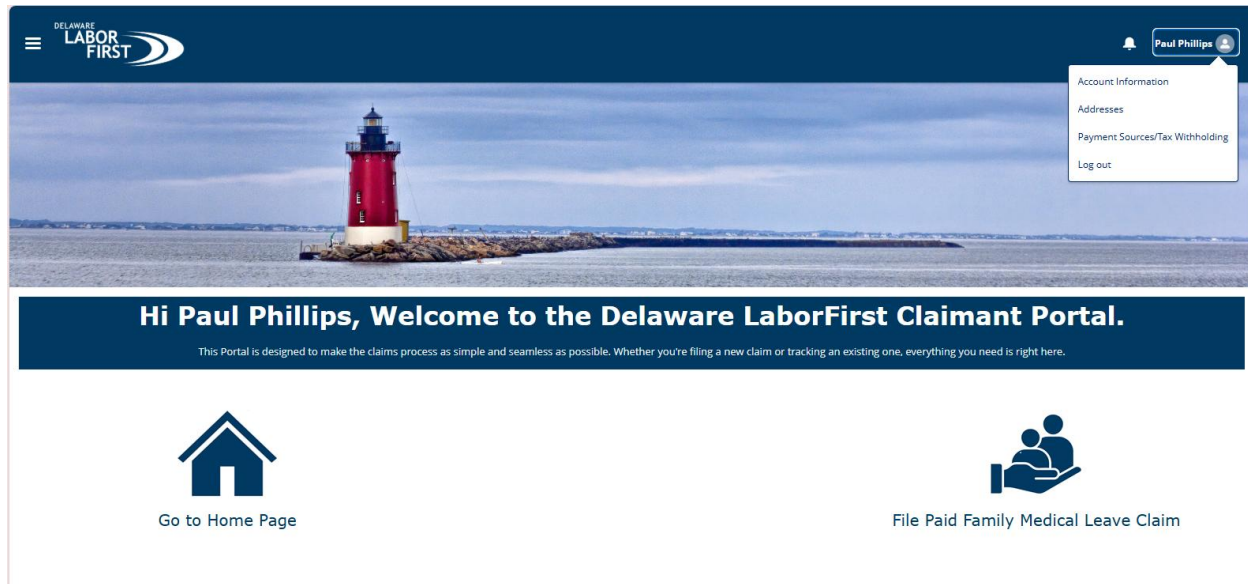 DELAWARE
LABOR
FIRST
Paul Phillips
Account Information
Addresses
Payment Sources/Tax Withholding
Log out
Hi Paul Phillips, Welcome to the Delaware LaborFirst Claimant Portal.
This Portal is designed to make the claims process as simple and seamless as possible. Whether you're filing a new claim or tracking an existing one, everything you need is right here.
Go to Home Page
File Paid Family Medical Leave Claim